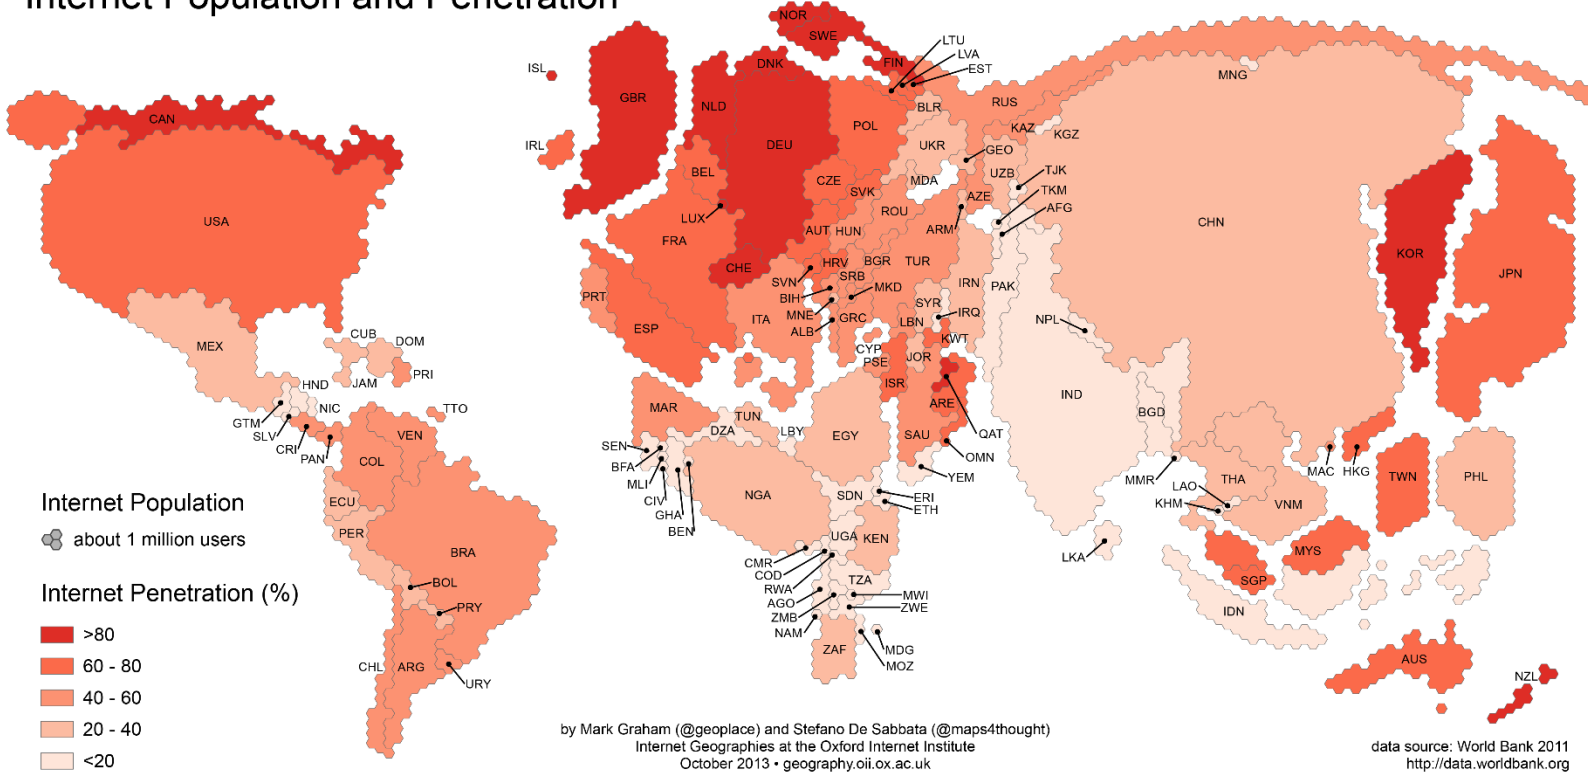 Internet Population and Penetration
NOR
SWE
LTU
LVA
EST
ISL
DNK
FIN
MNG
GBR
NLD
RUS
CAN
BLR
POL
KAZ
KGZ
IRL
DEU
UKR
GEO
BEL
CZE
MDA
UZB
TJK
SVK
AZE
TKM
AFG
LUX
ROU
USA
FRA
AUT
HUN
ARM
CHN
CHE
HRV
BGR
TUR
KOR
SVN
SRB
JPN
PRT
BIH
MKD
IRN
PAK
MNE
SYR
ESP
ITA
ALB
GRC
LBN
IRQ
NPL
CUB
DOM
KWT
MEX
CYP
PSE
JOR
PRI
JAM
HND
ISR
IND
NIC
TTO
MAR
ARE
BGD
GTM
TUN
SLV
VEN
DZA
LBY
EGY
SAU
QAT
CRI
SEN
OMN
PAN
COL
BFA
MAC
HKG
YEM
MMR
MLI
LAO
THA
TWN
PHL
Internet Population
ECU
CIV
NGA
SDN
ERI
KHM
VNM
GHA
ETH
PER
BEN
about 1 million users
UGA
KEN
BRA
CMR
LKA
MYS
COD
BOL
RWA
TZA
SGP
Internet Penetration (%)
AGO
MWI
PRY
ZMB
ZWE
IDN
>80
NAM
ZAF
MDG
60 - 80
CHL
ARG
MOZ
AUS
URY
NZL
40 - 60
20 - 40
<20
by Mark Graham (@geoplace) and Stefano De Sabbata (@maps4thought)
Internet Geographies at the Oxford Internet Institute
October 2013 • geography.oii.ox.ac.uk
data source: World Bank 2011
http://data.worldbank.org